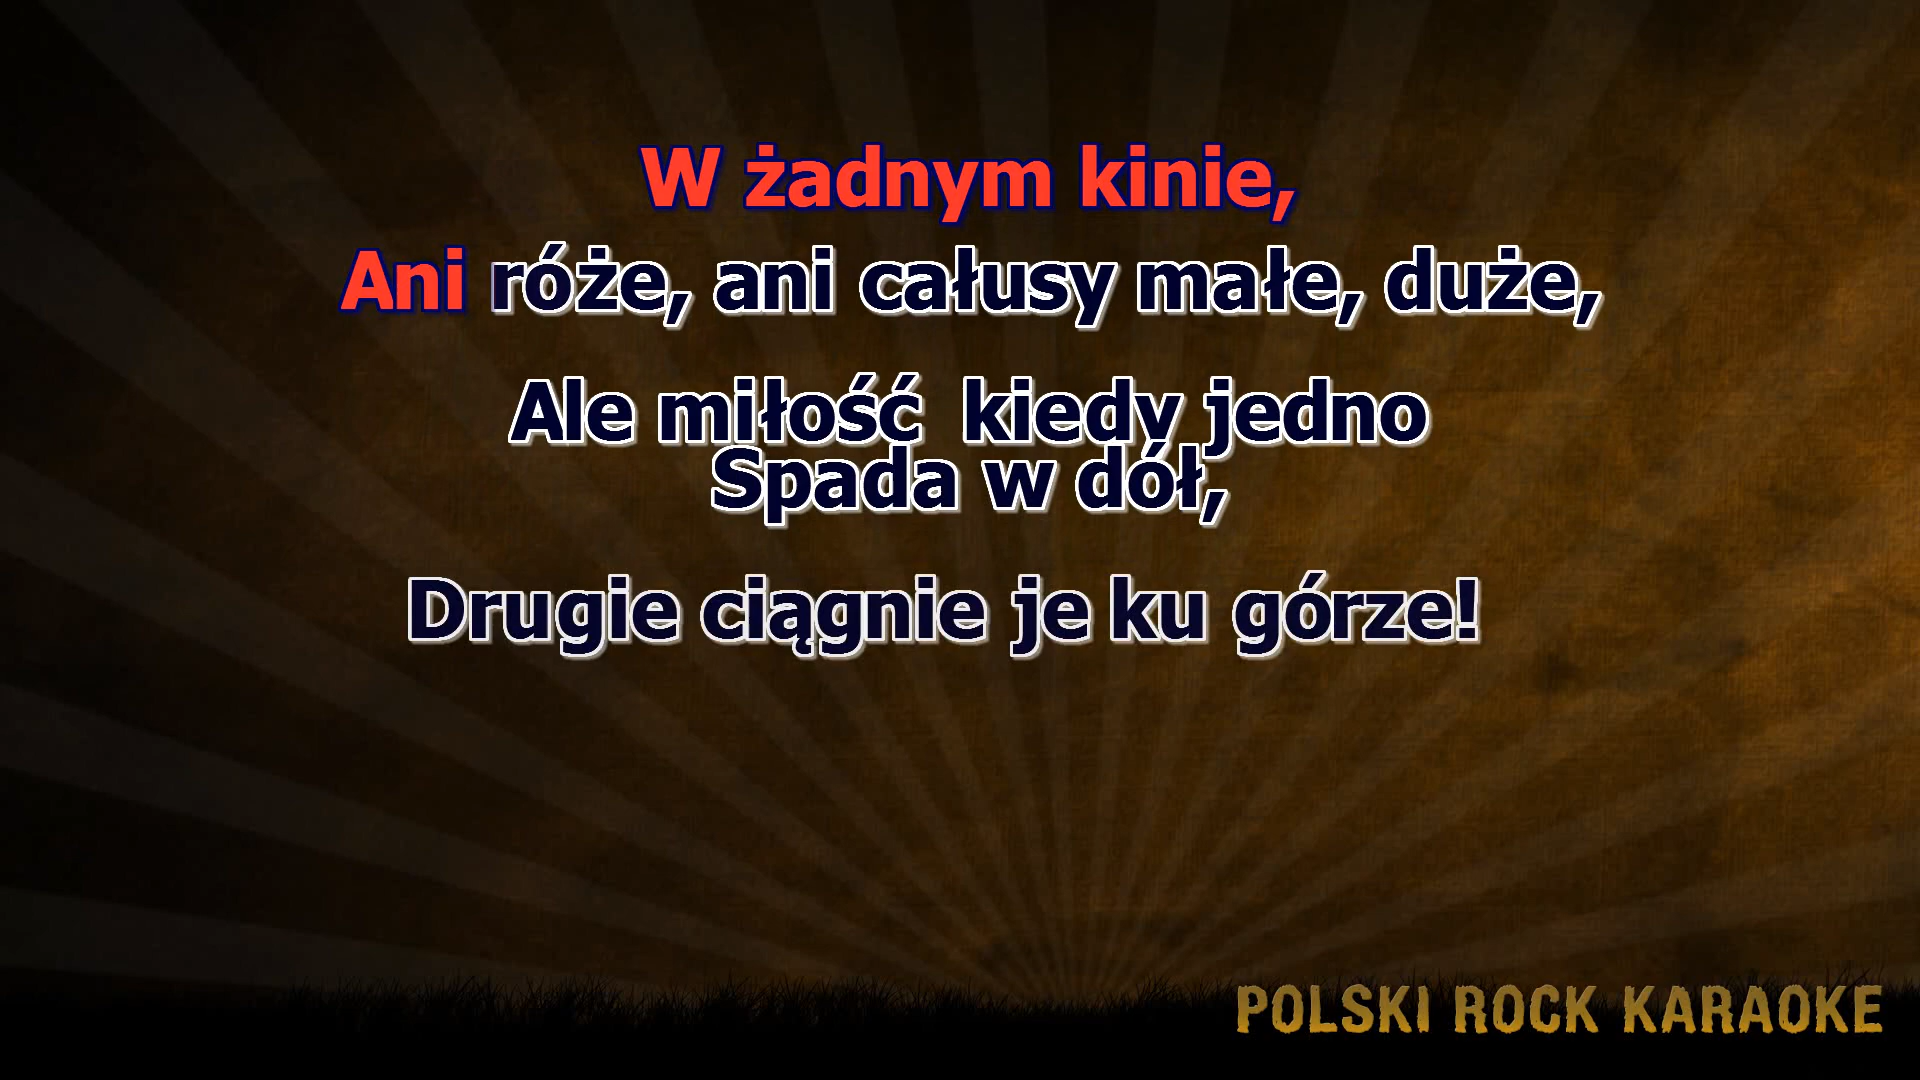 W żadnym kinie,
Ani róże, ani całusy małe, duże,
Ale miłość kiedy jedno
Spada w dół,
Drugie ciągnie je ku górze!
POLSKI ROCK KARAOKE